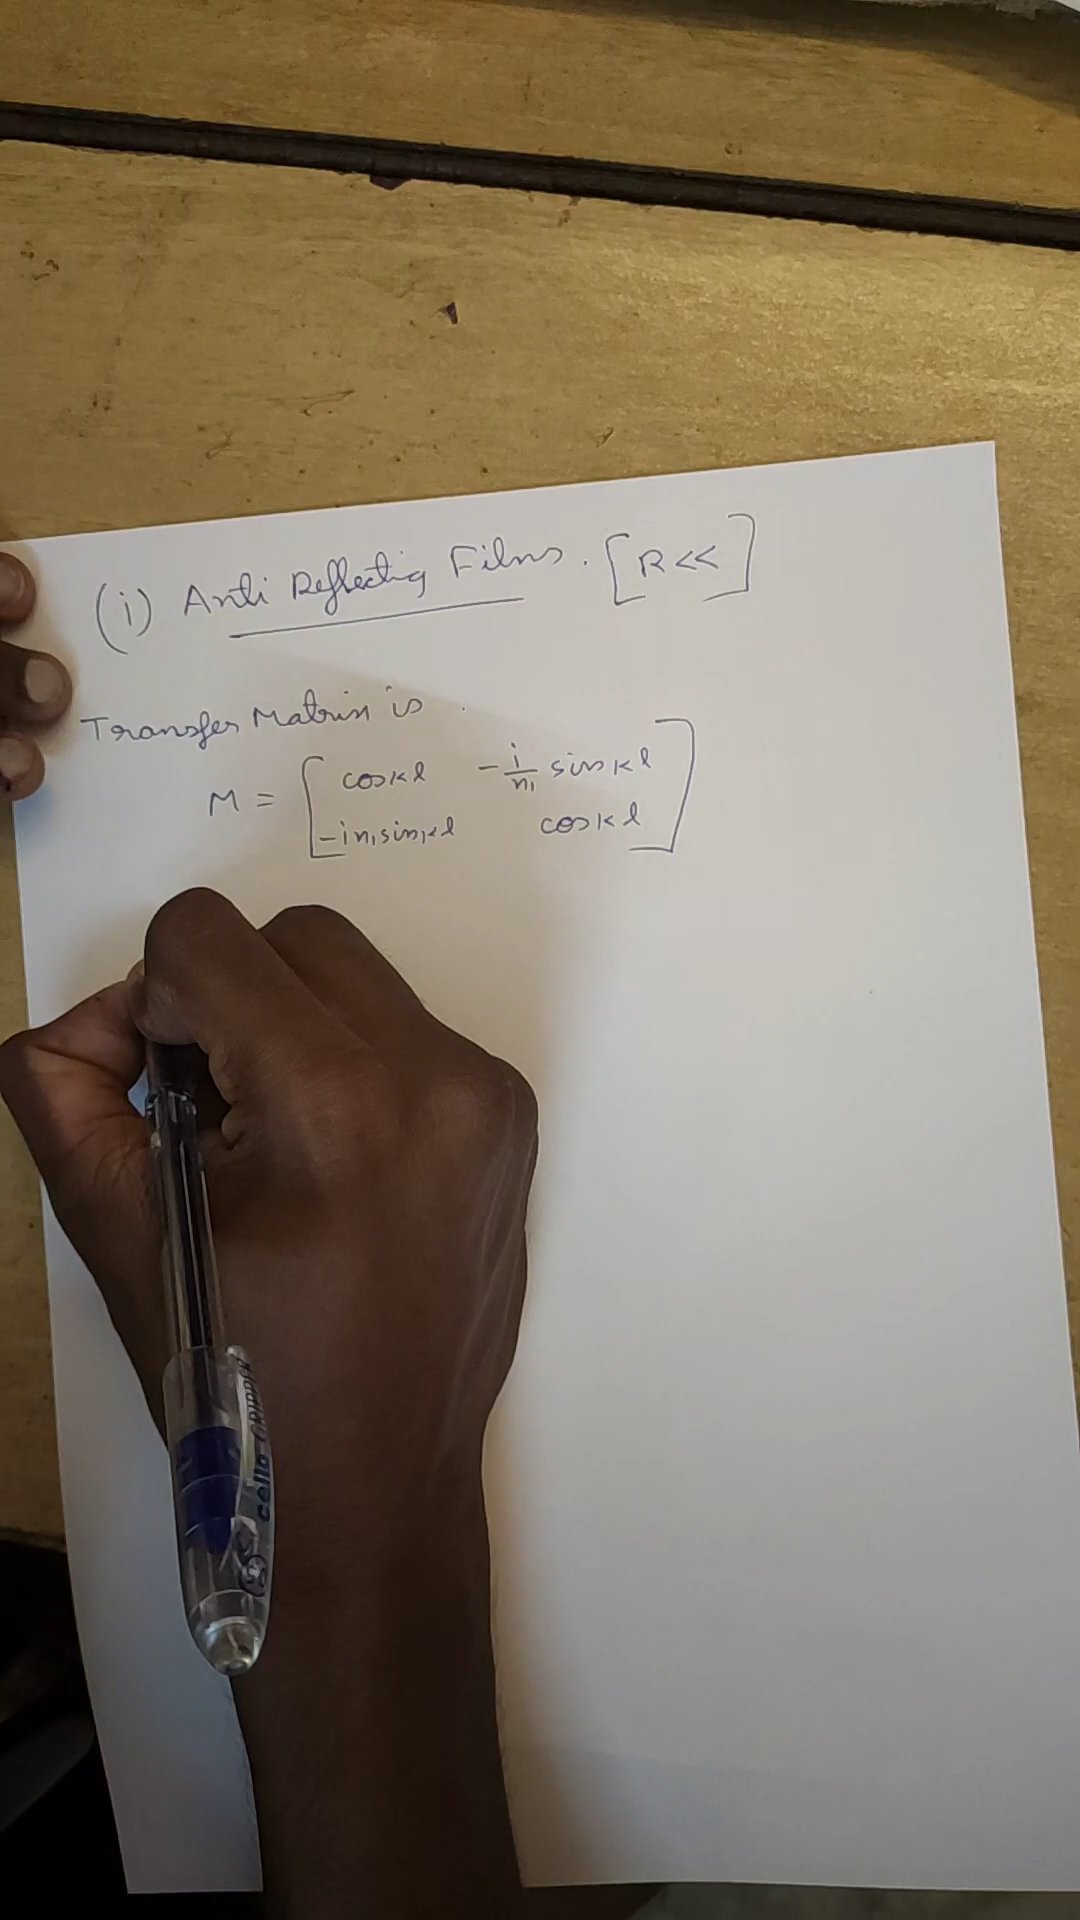 (i) Anti Reflecting Films. [R<<]
Transfer Matrix is
M = [ cos kl   -i/n₁ sin kl
-in₁ sin kl   cos kl ]
cello GRIPPER